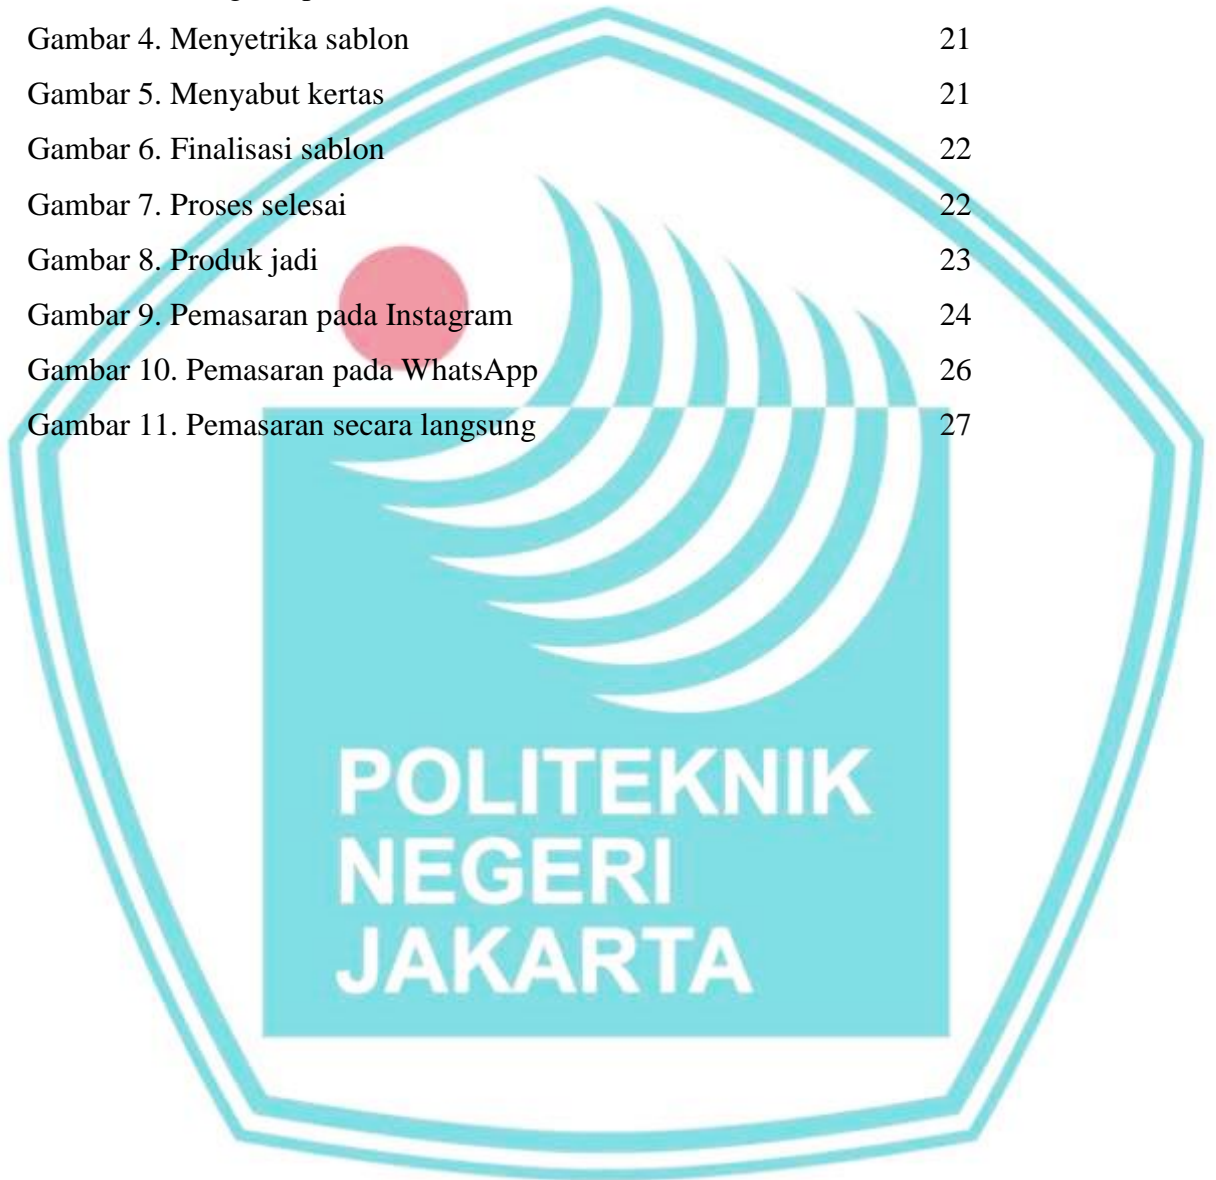 Gambar 4. Menyetrika sablon 21
Gambar 5. Menyabut kertas 21
Gambar 6. Finalisasi sablon 22
Gambar 7. Proses selesai 22
Gambar 8. Produk jadi 23
Gambar 9. Pemasaran pada Instagram 24
Gambar 10. Pemasaran pada WhatsApp 26
Gambar 11. Pemasaran secara langsung 27
POLITEKNIK
NEGERI
JAKARTA